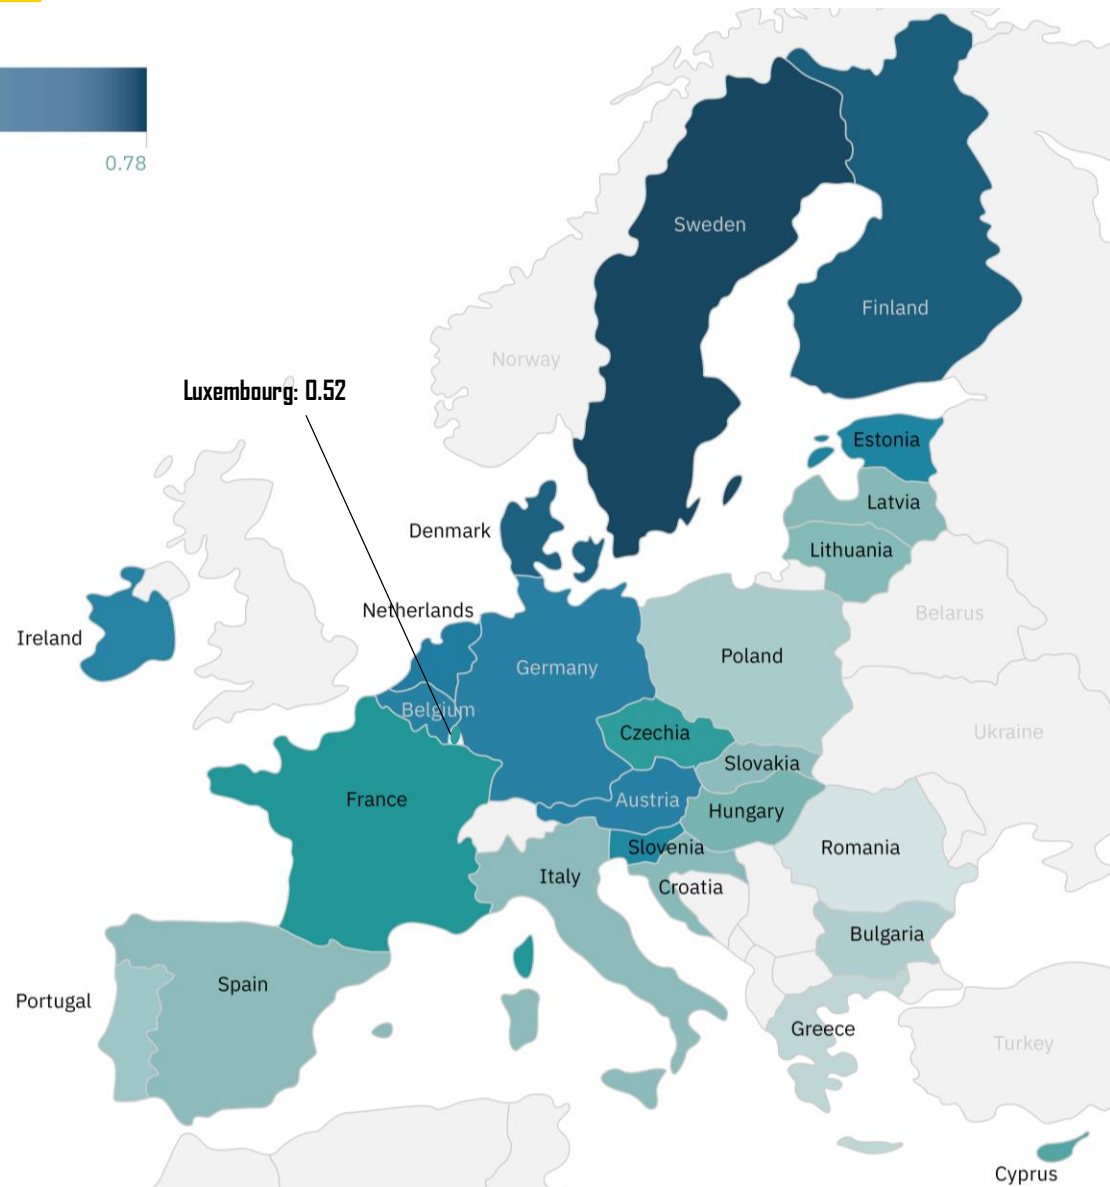 0.78
Sweden
Finland
Norway
Luxembourg: 0.52
Estonia
Latvia
Denmark
Lithuania
Netherlands
Belarus
Ireland
Poland
Germany
Belgium
Czechia
Ukraine
Slovakia
France
Austria
Hungary
Slovenia
Romania
Italy
Croatia
Bulgaria
Spain
Portugal
Greece
Turkey
Cyprus